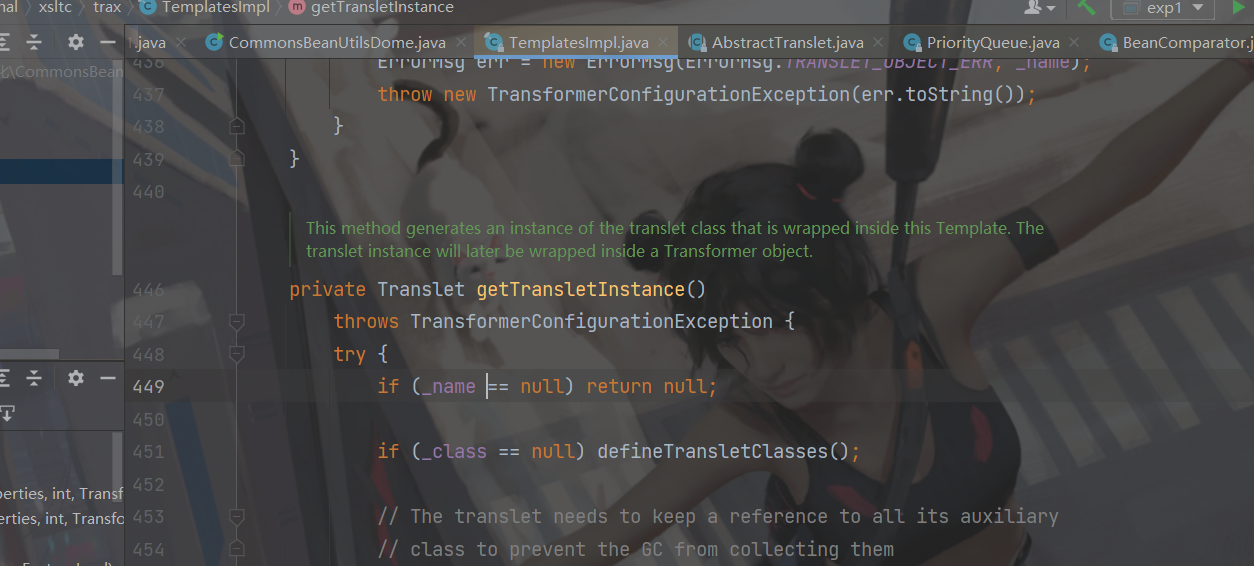 nal xsltc trax TemplatesImpl getTransletInstance
exp1
.java CommonsBeanUtilsDome.java TemplatesImpl.java AbstractTranslet.java PriorityQueue.java BeanComparator.j
化\CommonsBean
436 ErrorMsg err = new ErrorMsg(ErrorMsg.TRANSLET_OBJECT_ERR, _name);
437 throw new TransformerConfigurationException(err.toString());
438 }
439 }
440
This method generates an instance of the translet class that is wrapped inside this Template. The
translet instance will later be wrapped inside a Transformer object.
446 private Translet getTransletInstance()
447 throws TransformerConfigurationException {
448 try {
449 if (_name == null) return null;
450
451 if (_class == null) defineTransletClasses();
452
perties, int, Transf
453 // The translet needs to keep a reference to all its auxiliary
erties, int, Transfo
454 // class to prevent the GC from collecting them